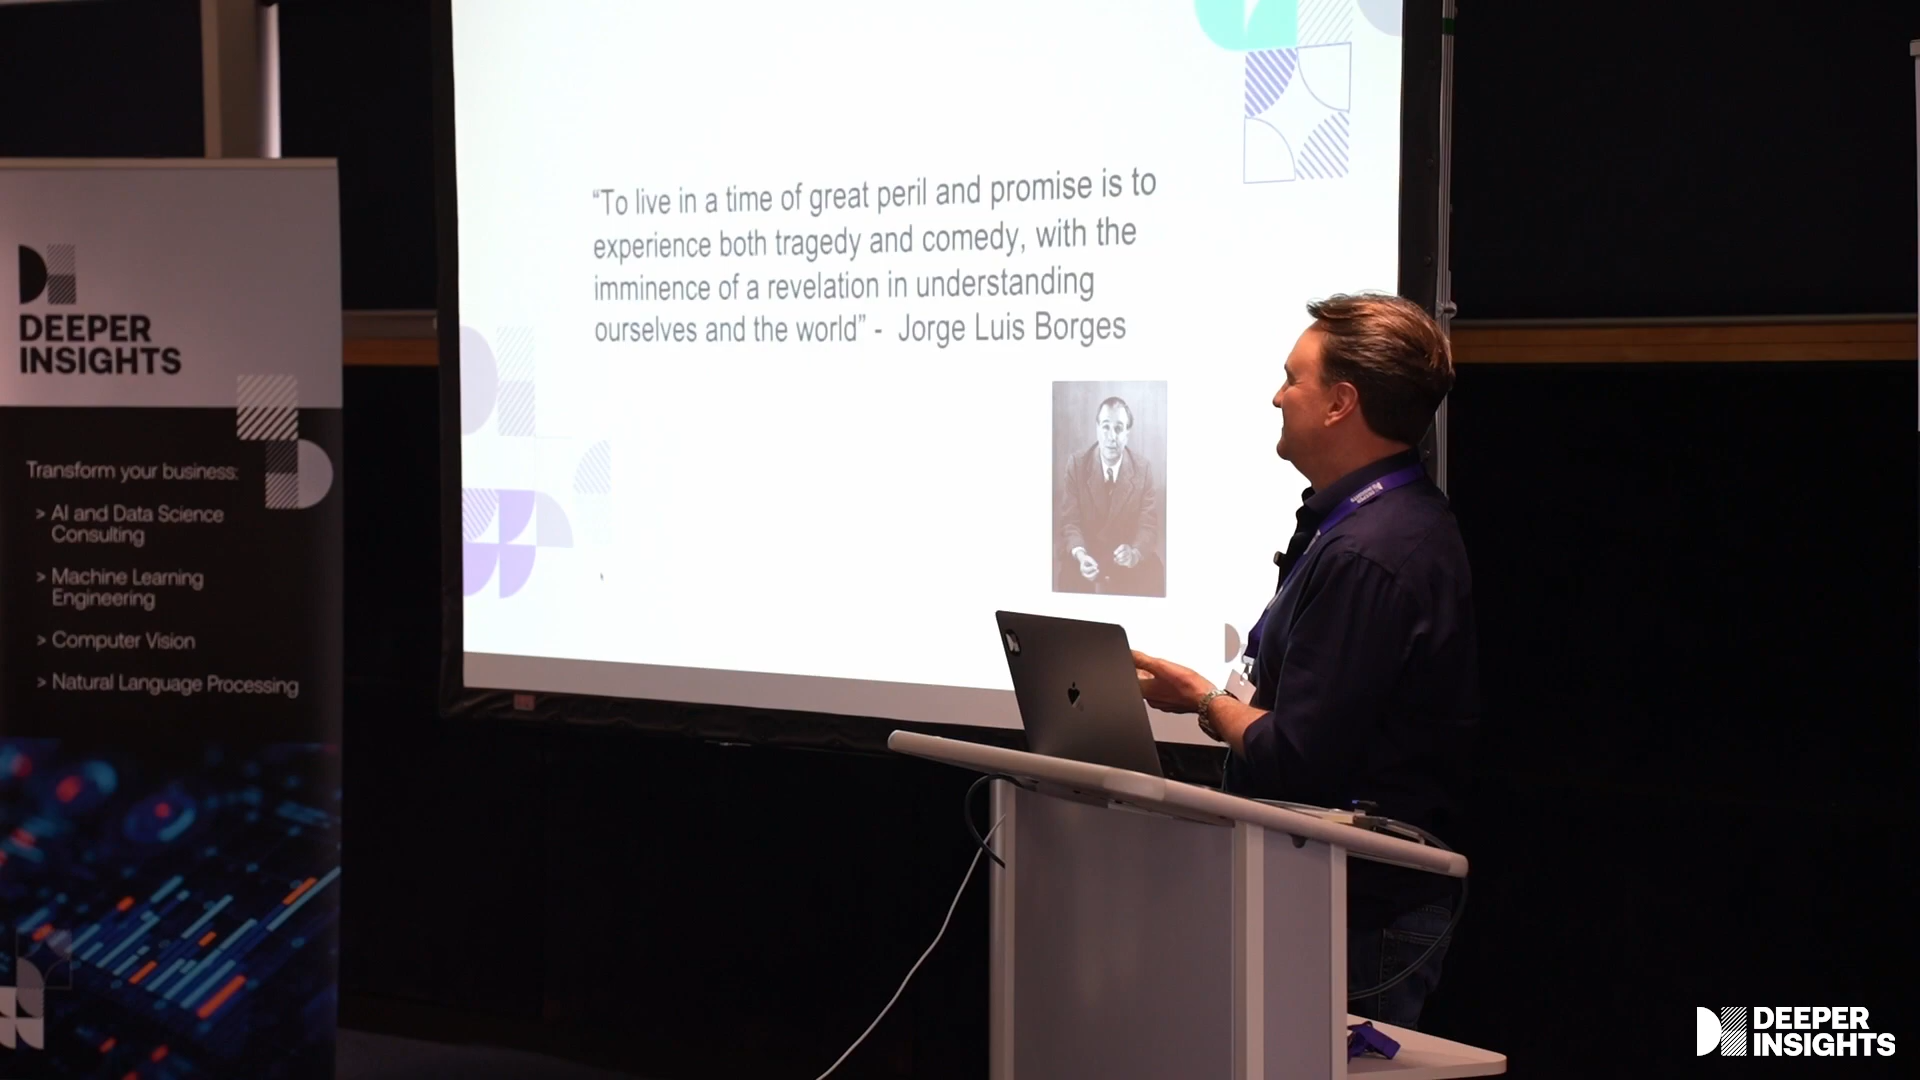 DEEPER
INSIGHTS
Transform your business:
> AI and Data Science
Consulting
> Machine Learning
Engineering
> Computer Vision
> Natural Language Processing
“To live in a time of great peril and promise is to
experience both tragedy and comedy, with the
imminence of a revelation in understanding
ourselves and the world” - Jorge Luis Borges
DEEPER
INSIGHTS